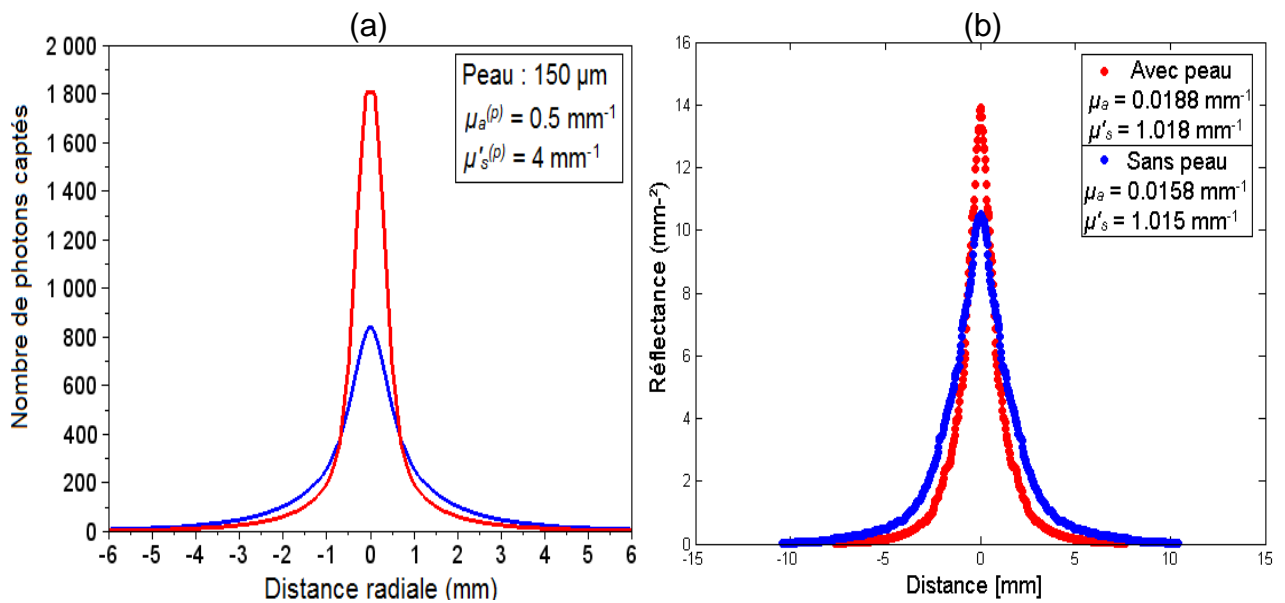 (a)
2 000
1 800
1 600
1 400
1 200
1 000
800
600
400
200
0
Nombre de photons captés
Peau : 150 µm
µₐ⁽ᵖ⁾ = 0.5 mm⁻¹
µ'ₛ⁽ᵖ⁾ = 4 mm⁻¹
-6 -5 -4 -3 -2 -1 0 1 2 3 4 5 6
Distance radiale (mm)
(b)
16
14
12
10
8
6
4
2
0
Réflectance (mm-²)
Avec peau
µₐ = 0.0188 mm⁻¹
µ'ₛ = 1.018 mm⁻¹
Sans peau
µₐ = 0.0158 mm⁻¹
µ'ₛ = 1.015 mm⁻¹
-15 -10 -5 0 5 10 15
Distance [mm]